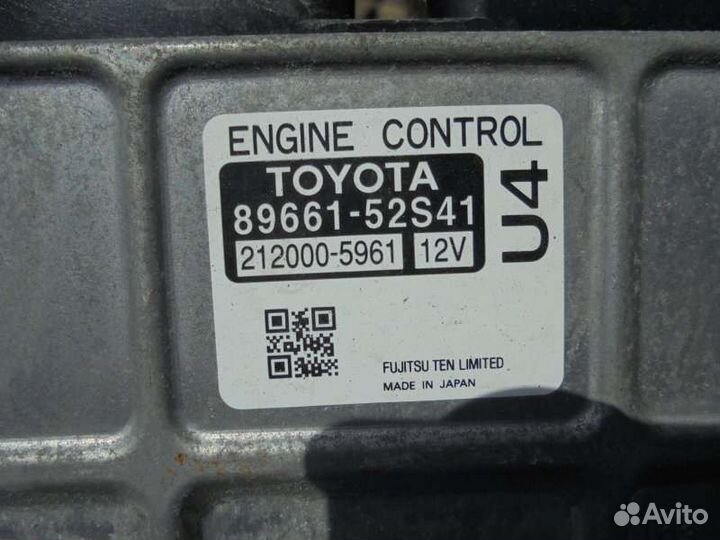 ENGINE CONTROL
TOYOTA
89661-52S41
212000-5961 12V
U4
FUJITSU TEN LIMITED
MADE IN JAPAN
Avito